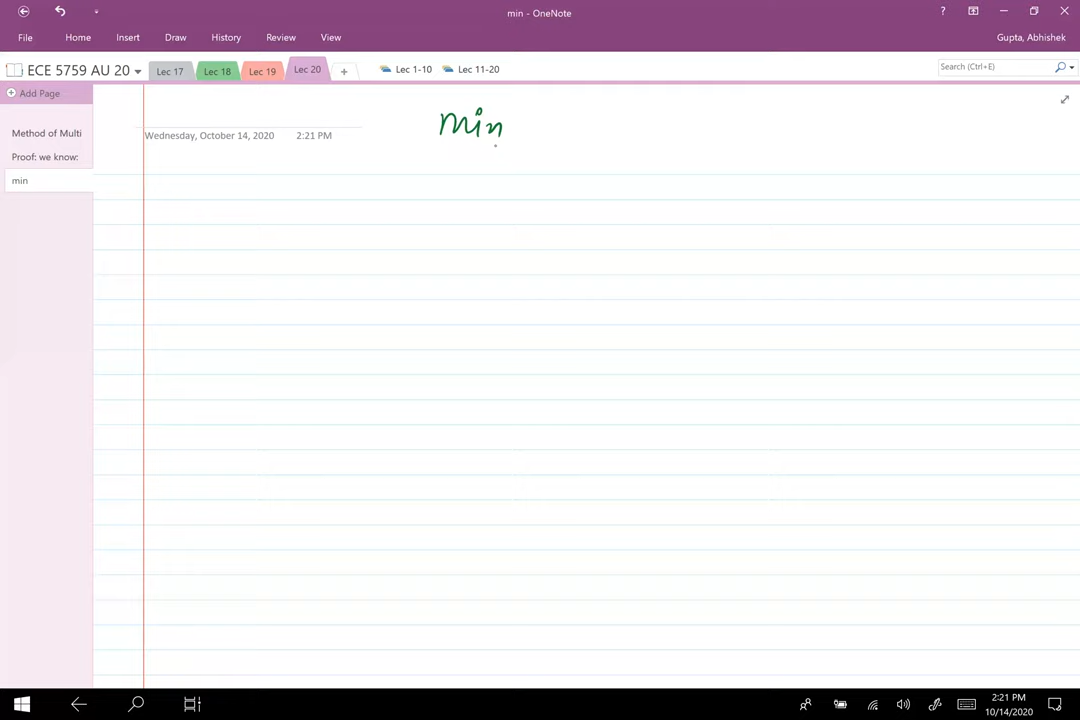 min - OneNote
?
File Home Insert Draw History Review View
Gupta, Abhishek
ECE 5759 AU 20
Lec 17 Lec 18 Lec 19 Lec 20 +
Lec 1-10 Lec 11-20
Search (Ctrl+E)
Add Page
Method of Multi
Proof: we know:
min
Wednesday, October 14, 2020 2:21 PM
min
2:21 PM
10/14/2020